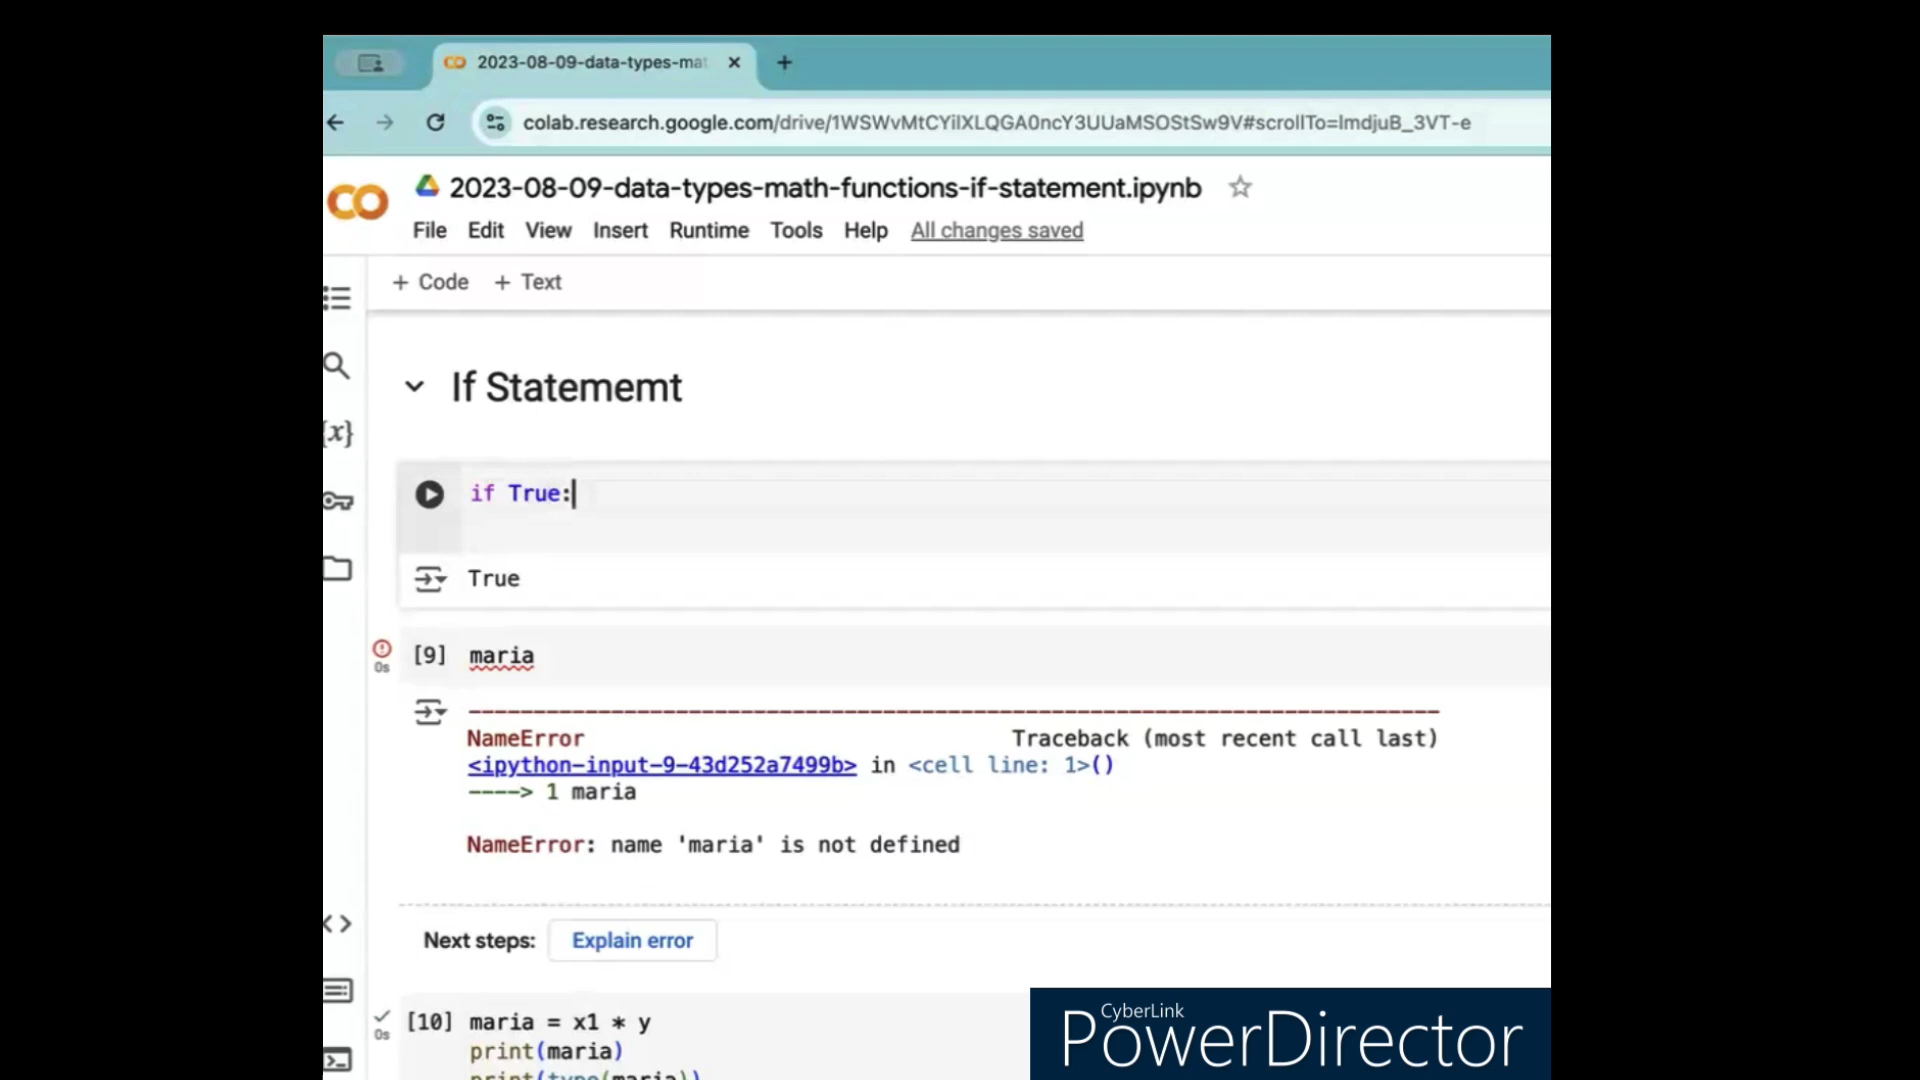 2023-08-09-data-types-mat
colab.research.google.com/drive/1WSWvMtCYilXLQGA0ncY3UUaMSOStSw9V#scrollTo=ImdjuB_3VT-e
2023-08-09-data-types-math-functions-if-statement.ipynb
File Edit View Insert Runtime Tools Help All changes saved
+ Code + Text
If Statememt
if True:
True
[9] maria
0s
NameError Traceback (most recent call last)
<ipython-input-9-43d252a7499b> in <cell line: 1>()
----> 1 maria
NameError: name 'maria' is not defined
Next steps: Explain error
[10] maria = x1 * y
0s
print(maria)
print(type(maria))
CyberLink
PowerDirector